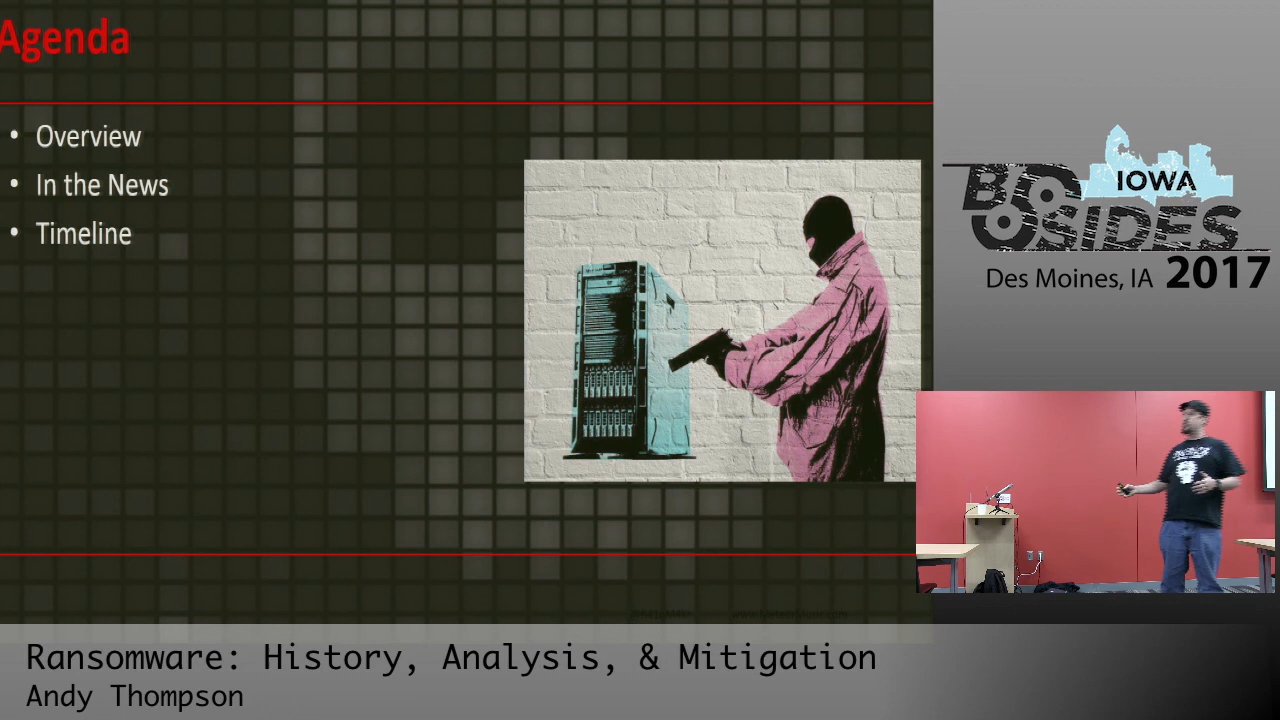 Agenda
• Overview
• In the News
• Timeline
IOWA
BSIDES
Des Moines, IA 2017
Ransomware: History, Analysis, & Mitigation
Andy Thompson